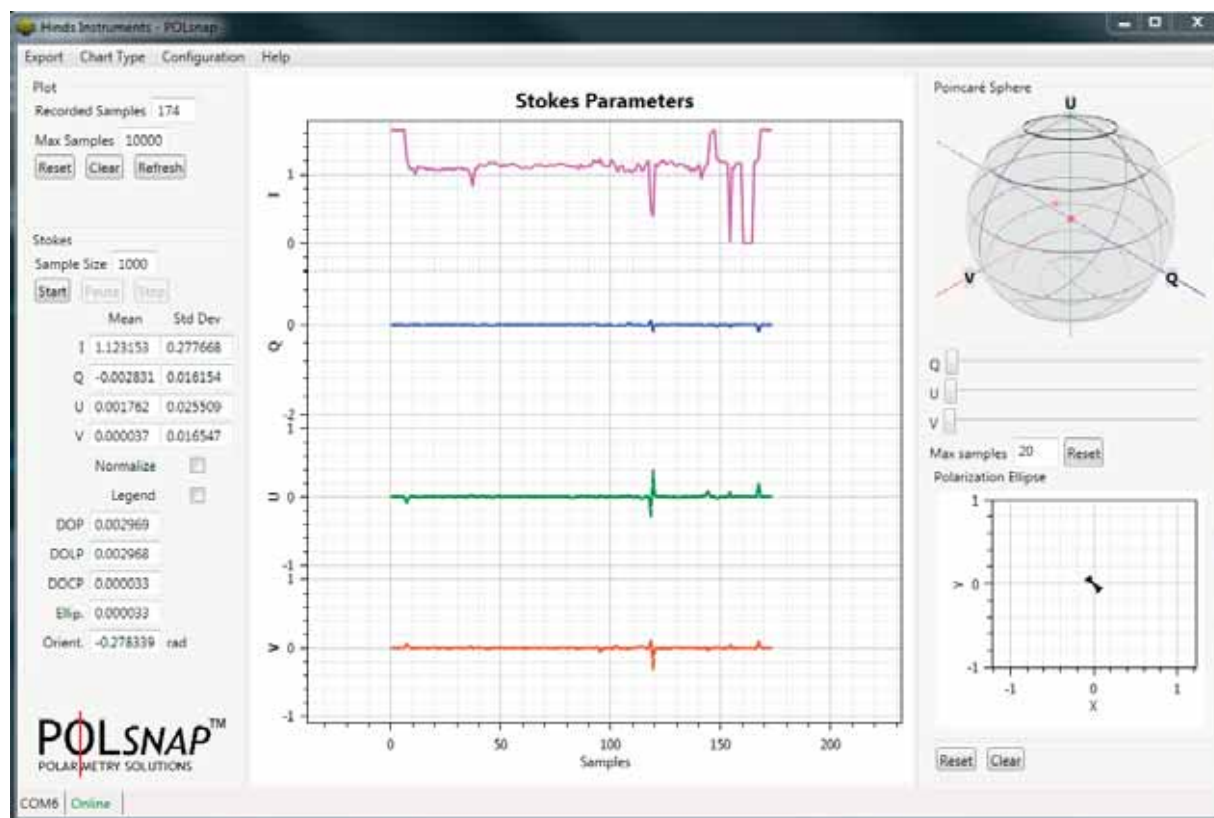 Hinds Instruments - POLsnap
Export Chart Type Configuration Help
Plot
Recorded Samples 174
Max Samples 10000
Reset Clear Refresh
Stokes
Sample Size 1000
Start Pause Stop
Mean Std Dev
I 1.123153 0.277668
Q -0.002831 0.016154
U 0.001762 0.025509
V 0.000037 0.016547
Normalize
Legend
DOP 0.002969
DOLP 0.002968
DOCP 0.000033
Ellip. 0.000033
Orient. -0.278339 rad
POLSNAP™
POLARIMETRY SOLUTIONS
COM6 Online
Stokes Parameters
I
1
0
Q
0
-2
U
1
0
-1
V
1
0
-1
0 50 100 150 200
Samples
Poincaré Sphere
U
V Q
Q
U
V
Max samples 20 Reset
Polarization Ellipse
1
Y 0
-1
-1 0 1
X
Reset Clear